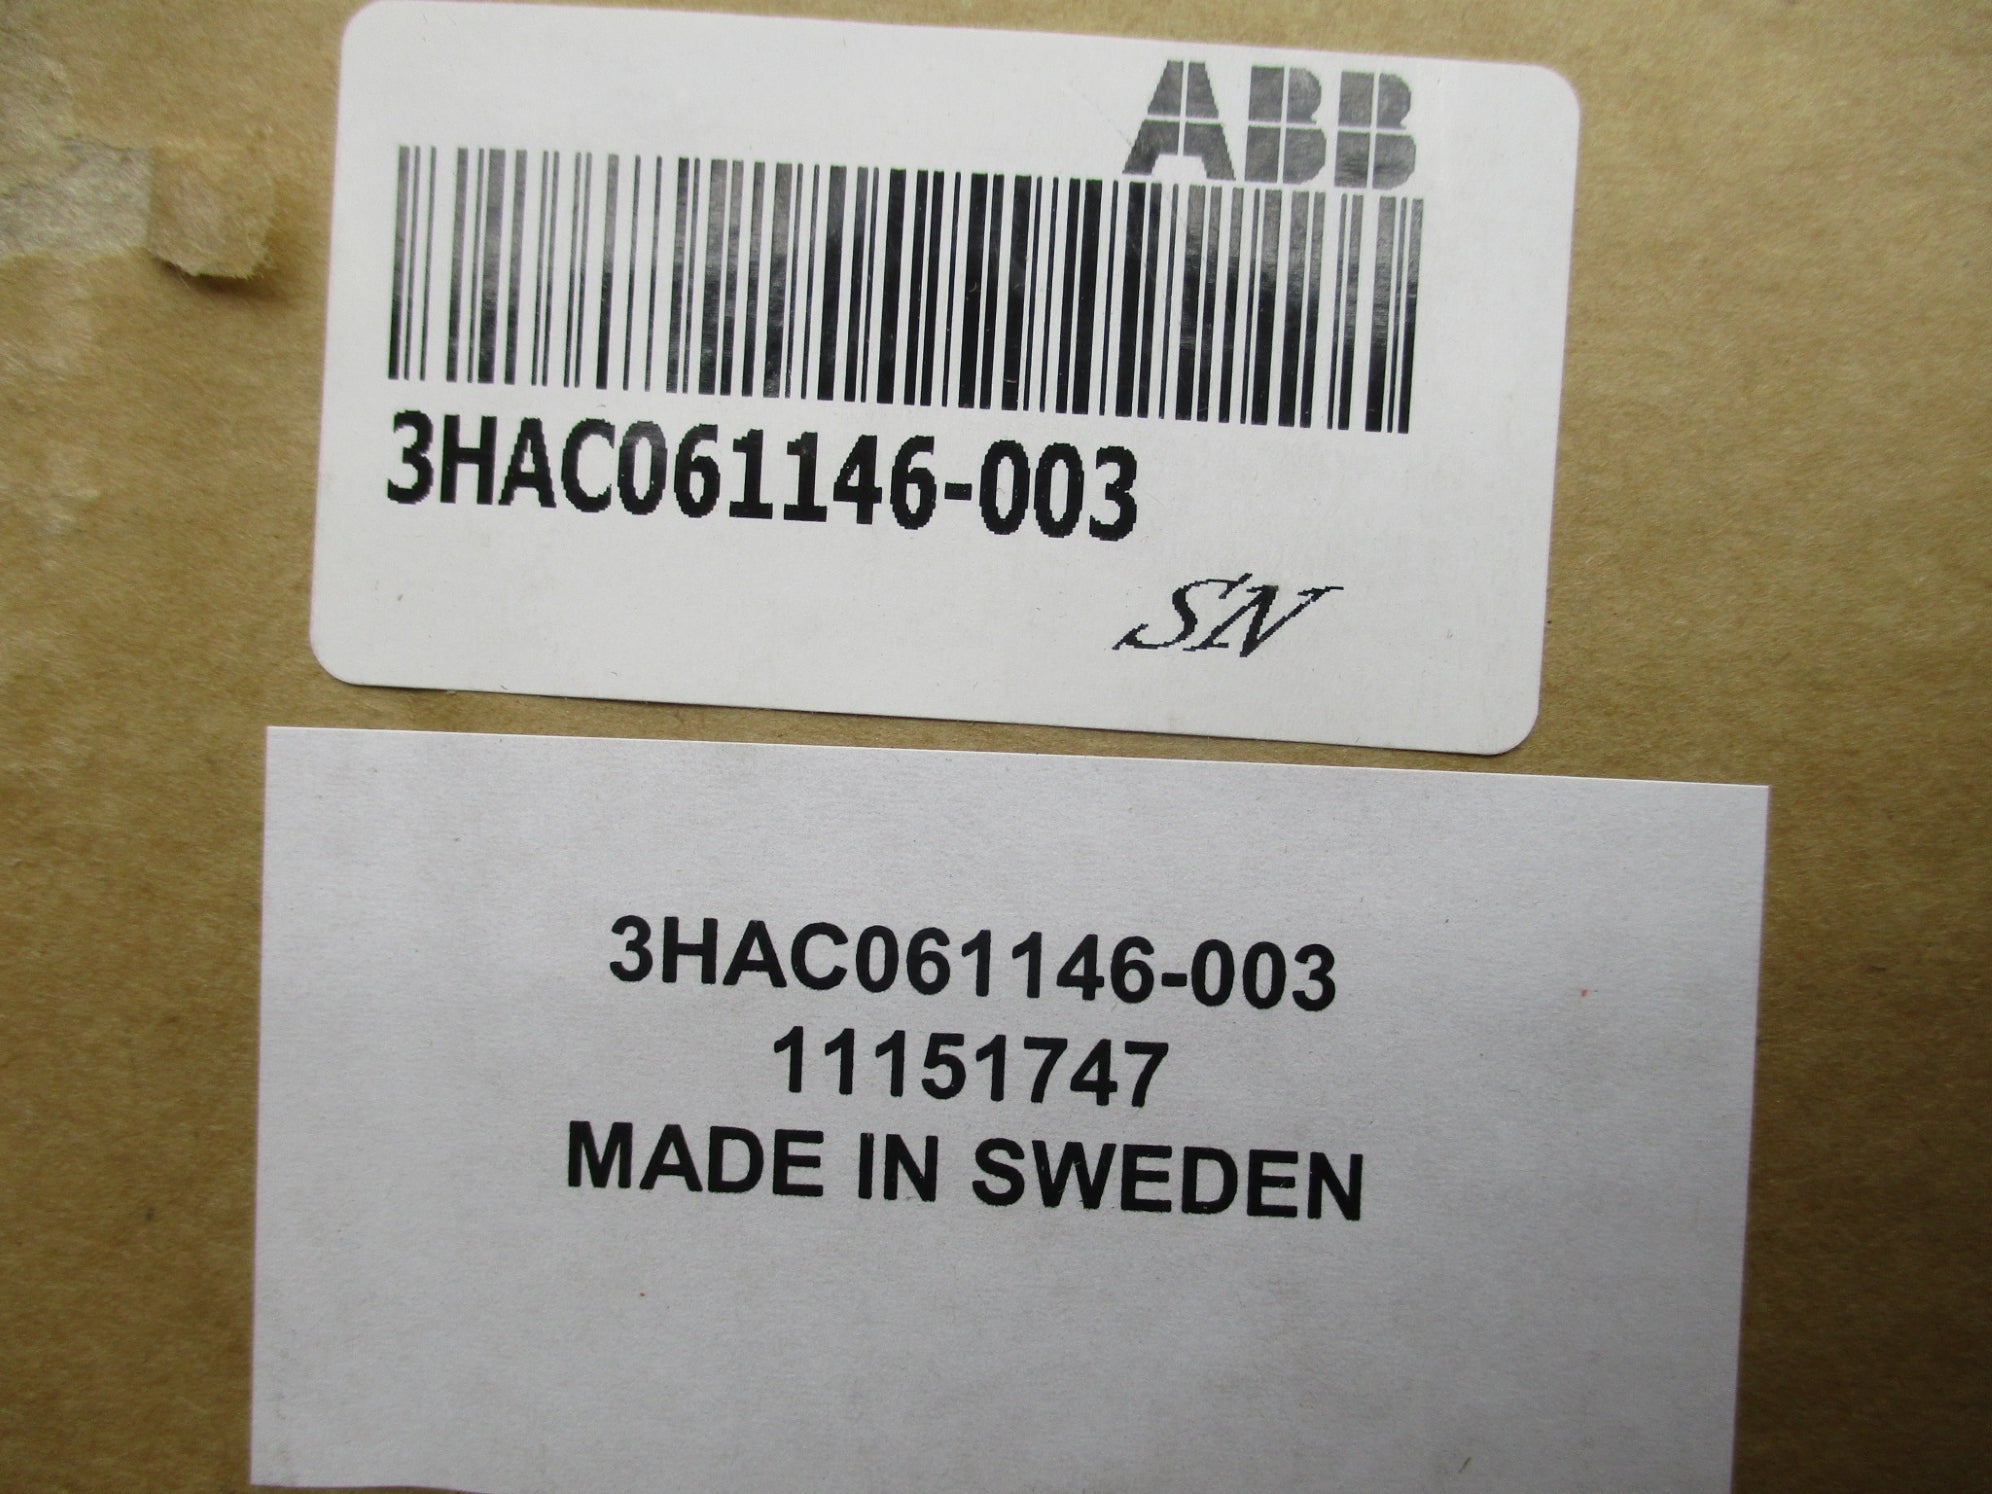 ABB
3HAC061146-003
SN
3HAC061146-003
11151747
MADE IN SWEDEN